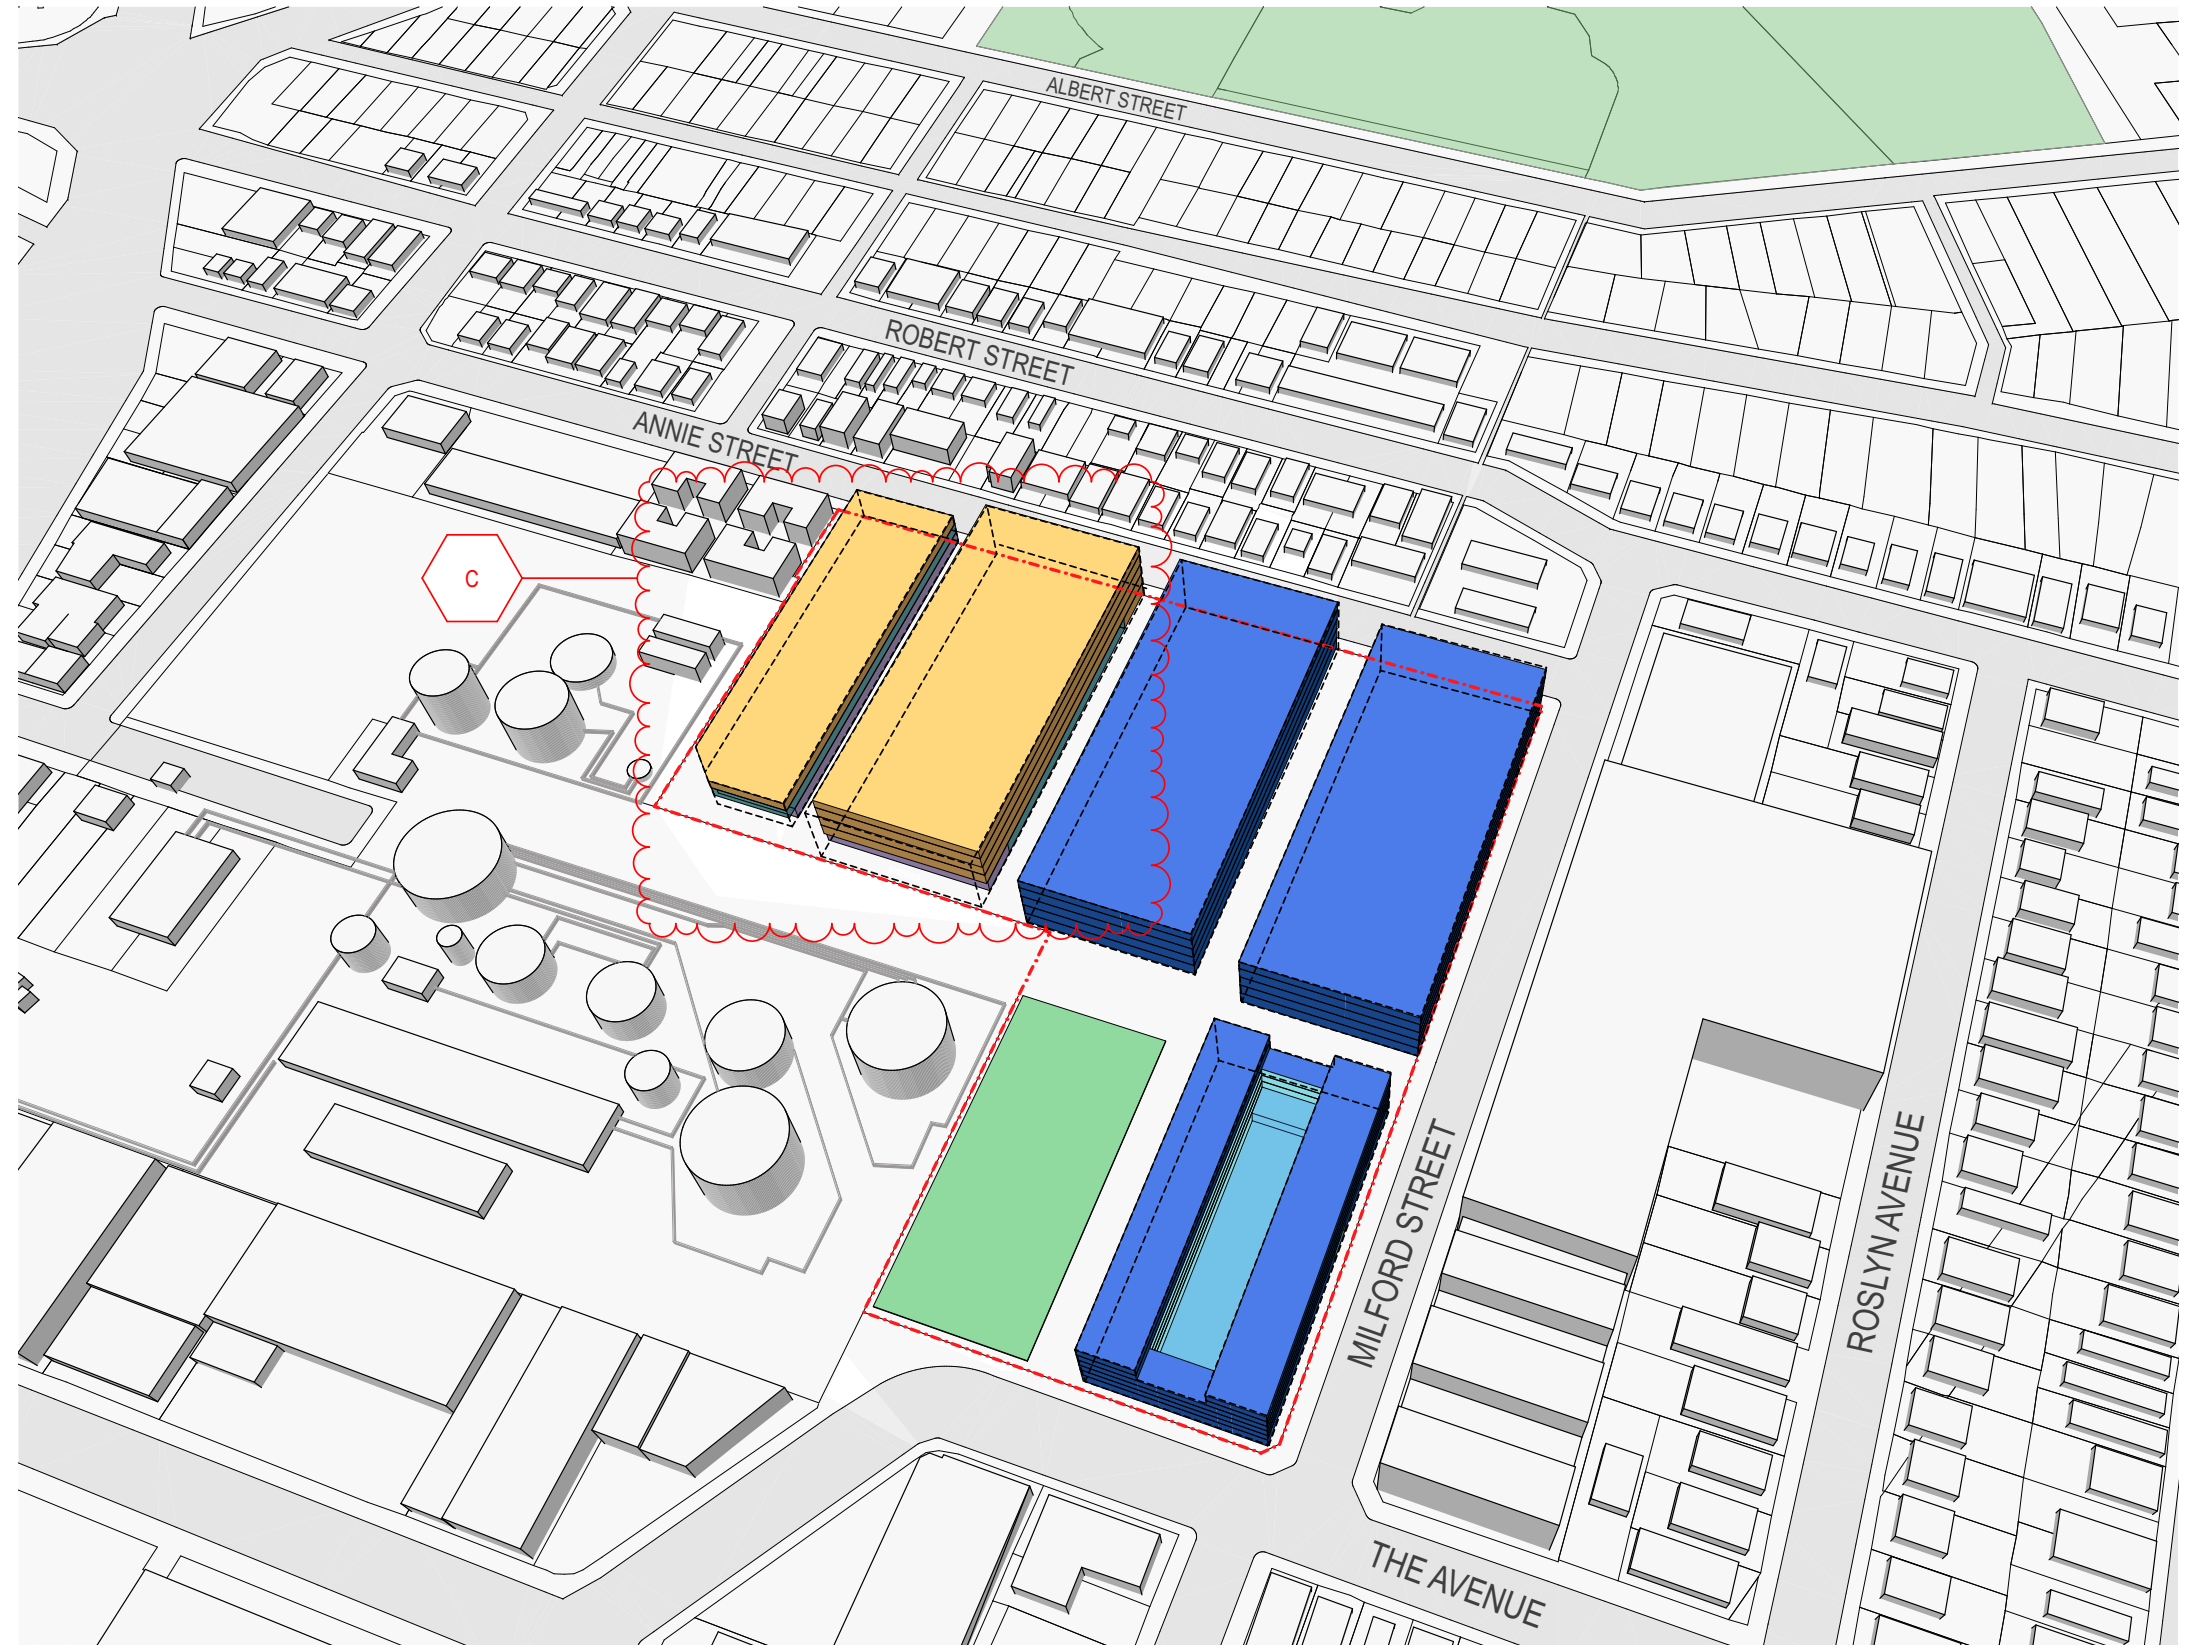 ALBERT STREET
ROBERT STREET
ANNIE STREET
C
MILFORD STREET
ROSLYN AVENUE
THE AVENUE